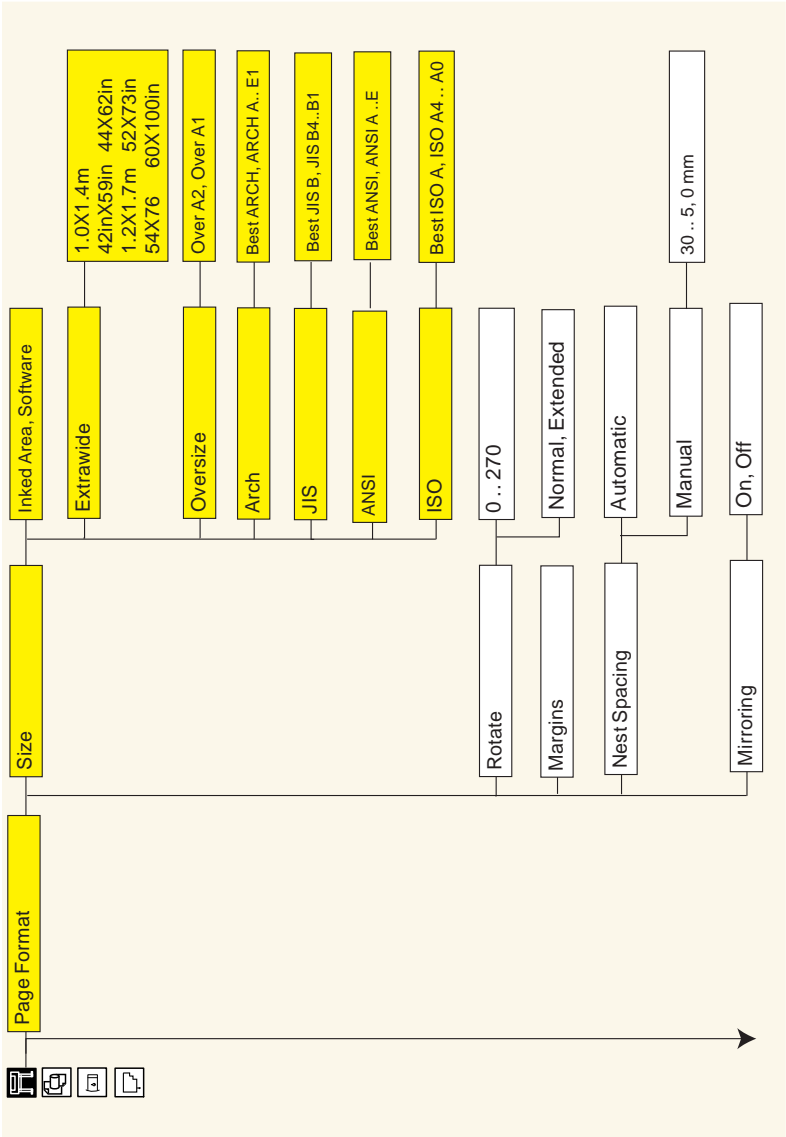 Page Format
Size
Inked Area, Software
Extrawide
1.0X1.4m
42inX59in 44X62in
1.2X1.7m 52X73in
54X76 60X100in
Oversize
Over A2, Over A1
Arch
Best ARCH, ARCH A.. E1
JIS
Best JIS B, JIS B4..B1
ANSI
Best ANSI, ANSI A ..E
ISO
Best ISO A, ISO A4 .. A0
Rotate
0 .. 270
Margins
Normal, Extended
Nest Spacing
Automatic
Manual
30 .. 5, 0 mm
Mirroring
On, Off